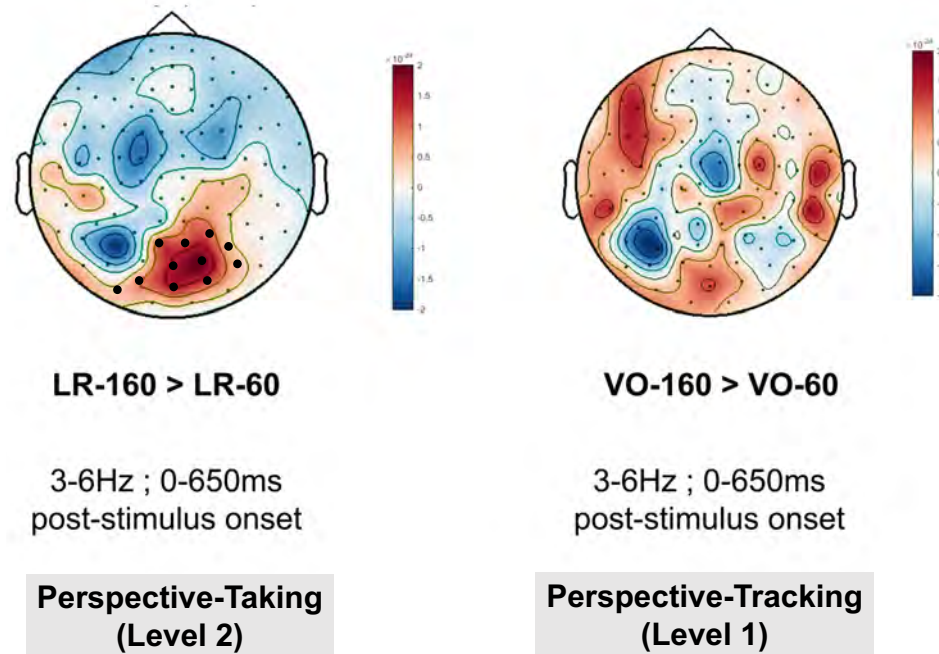 ×10⁻²⁴
2
1.5
1
0.5
0
-0.5
-1
-1.5
-2
LR-160 > LR-60
VO-160 > VO-60
3-6Hz ; 0-650ms
post-stimulus onset
3-6Hz ; 0-650ms
post-stimulus onset
Perspective-Taking
(Level 2)
Perspective-Tracking
(Level 1)